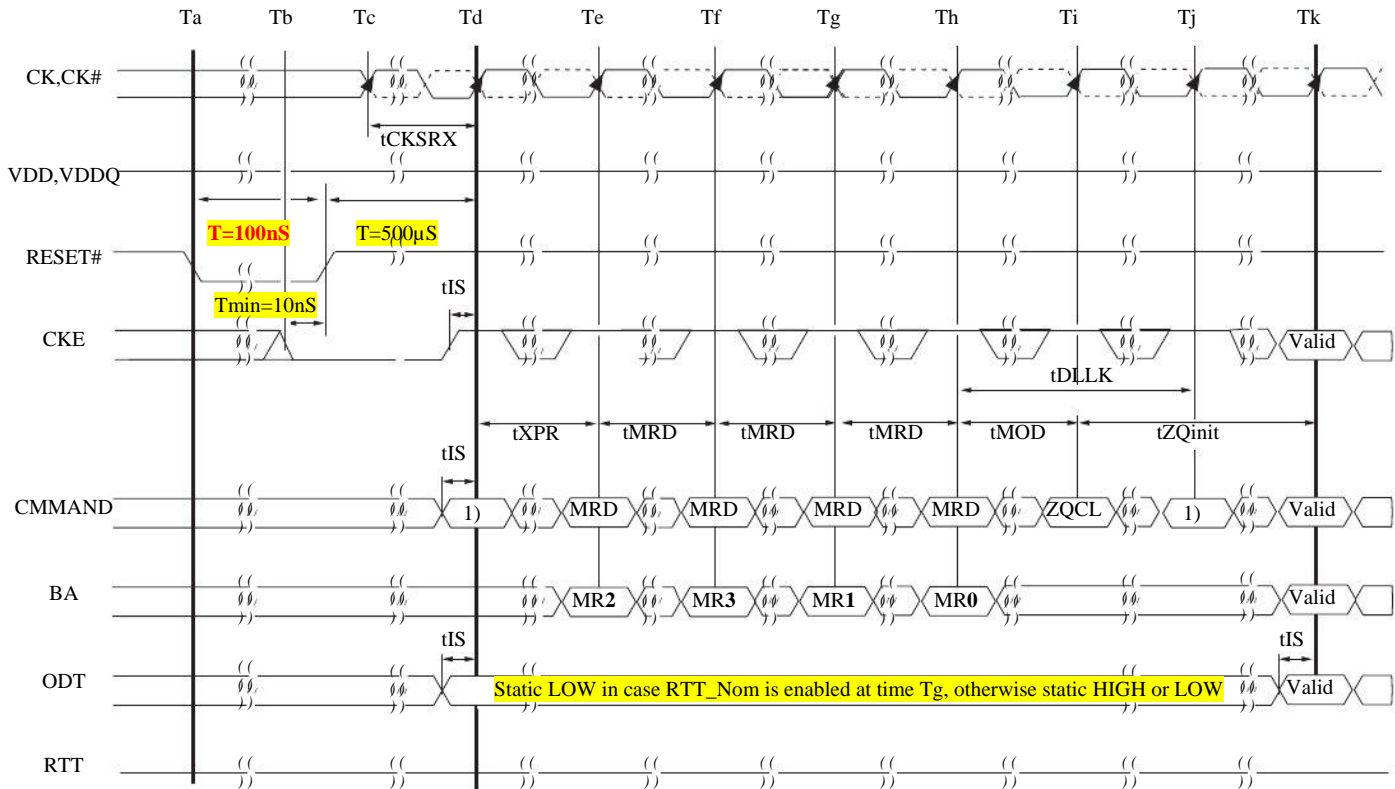 Ta Tb Tc Td Te Tf Tg Th Ti Tj Tk
CK,CK#
tCKSRX
VDD,VDDQ
T=100nS T=500µS
RESET#
Tmin=10nS tIS
CKE Valid
tDLLK
tXPR tMRD tMRD tMRD tMOD tZQinit
tIS
CMMAND 1) MRD MRD MRD MRD ZQCL 1) Valid
BA MR2 MR3 MR1 MR0 Valid
tIS tIS
ODT Static LOW in case RTT_Nom is enabled at time Tg, otherwise static HIGH or LOW Valid
RTT